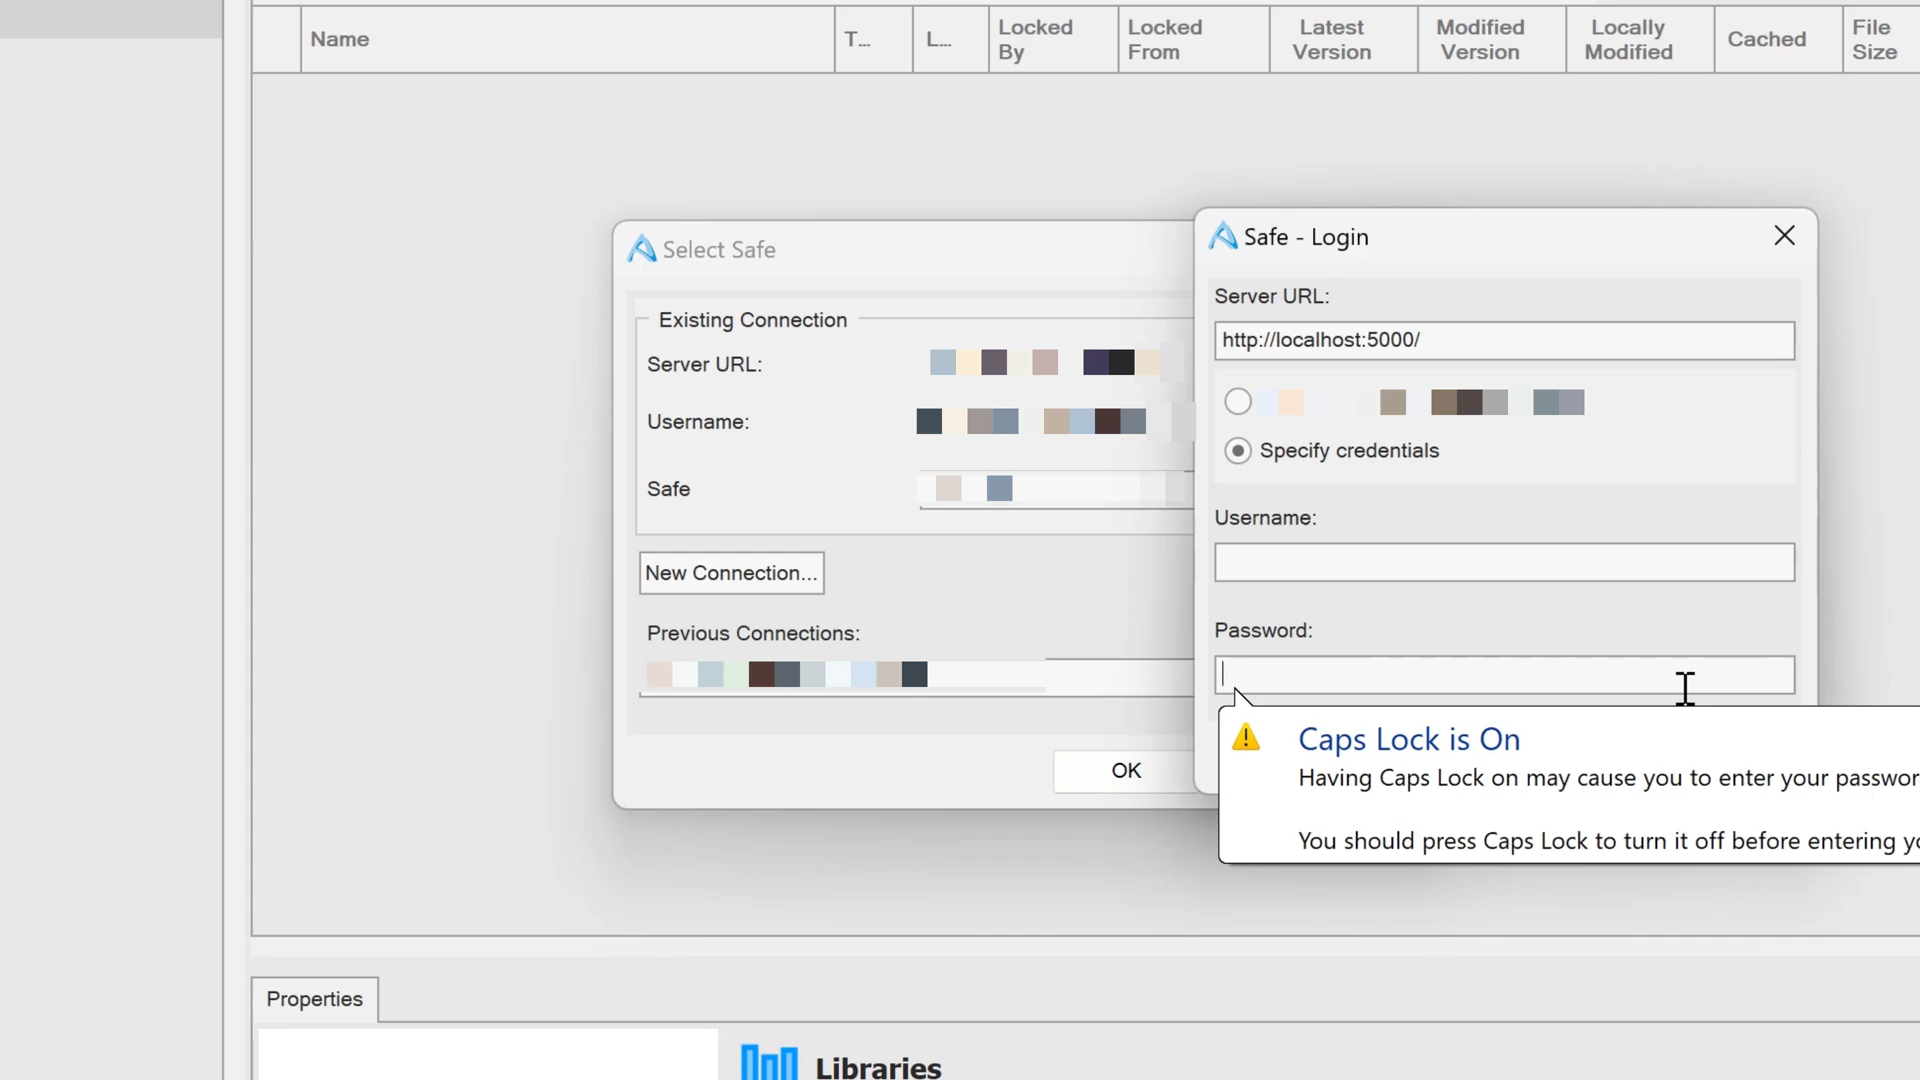 Name
T...
L...
Locked
By
Locked
From
Latest
Version
Modified
Version
Locally
Modified
Cached
File
Size
Select Safe
Existing Connection
Server URL:
Username:
Safe
New Connection...
Previous Connections:
OK
Safe - Login
Server URL:
http://localhost:5000/
Specify credentials
Username:
Password:
Caps Lock is On
Having Caps Lock on may cause you to enter your passwor
You should press Caps Lock to turn it off before entering yo
Properties
Libraries